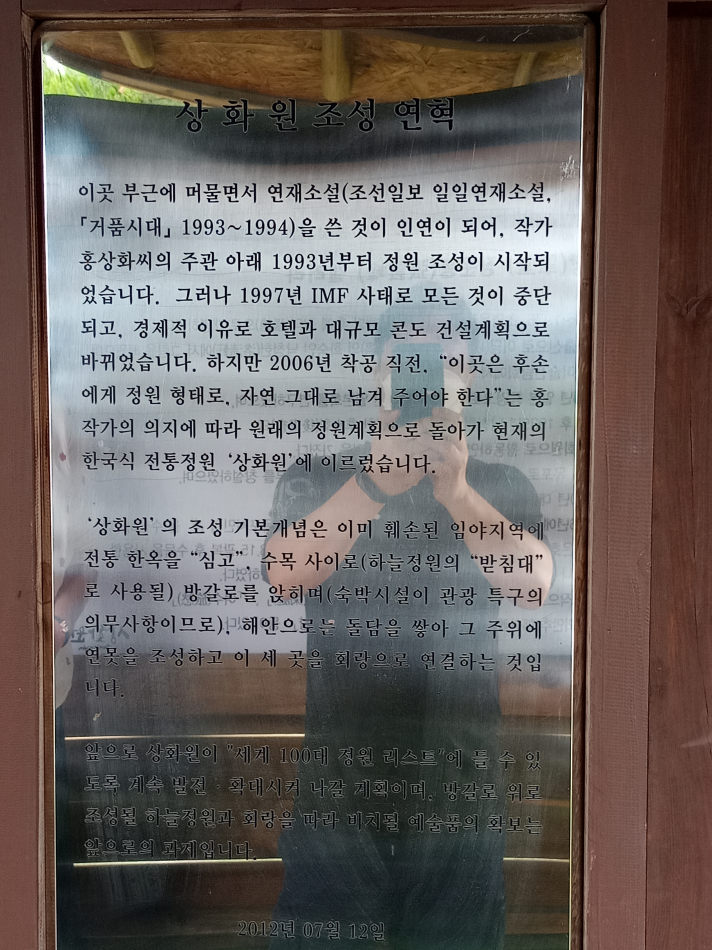 상화원 조성 연혁
이곳 부근에 머물면서 연재소설(조선일보 일일연재소설,
「거품시대」 1993~1994)을 쓴 것이 인연이 되어, 작가
홍상화씨의 주관 아래 1993년부터 정원 조성이 시작되
었습니다. 그러나 1997년 IMF 사태로 모든 것이 중단
되고, 경제적 이유로 호텔과 대규모 콘도 건설계획으로
바뀌었습니다. 하지만 2006년 착공 직전, “이곳은 후손
에게 정원 형태로, 자연 그대로 남겨 주어야 한다”는 홍
작가의 의지에 따라 원래의 정원계획으로 돌아가 현재의
한국식 전통정원 ‘상화원’에 이르렀습니다.
‘상화원’의 조성 기본개념은 이미 훼손된 임야지역에
전통 한옥을 “심고”, 수목 사이로(하늘정원의 “받침대”
로 사용될) 방갈로를 앉히며(숙박시설이 관광 특구의
의무사항이므로), 해안으로는 돌담을 쌓아 그 주위에
연못을 조성하고 이 세 곳을 회랑으로 연결하는 것입
니다.
앞으로 상화원이 "세계 100대 정원 리스트"에 들 수 있
도록 계속 발전·확대시켜 나갈 계획이며, 방갈로 위로
조성될 하늘정원과 회랑을 따라 비치될 예술품의 확보는
앞으로의 과제입니다.
2012년 07월 12일